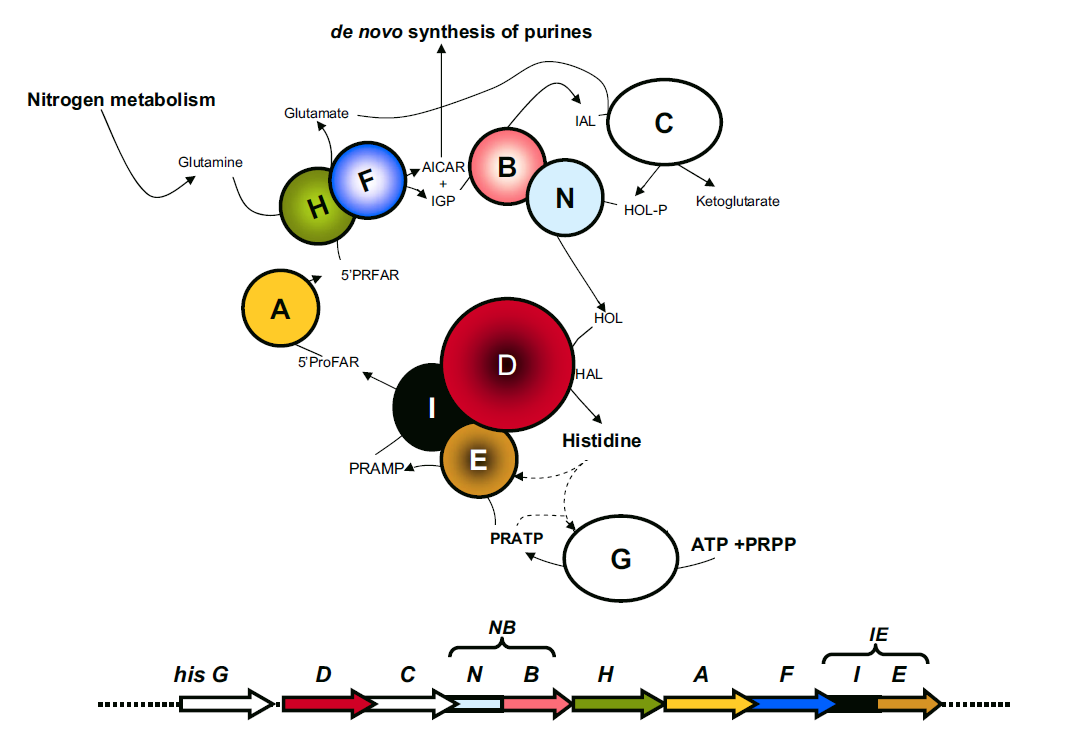 de novo synthesis of purines
Nitrogen metabolism
Glutamate
IAL
C
Glutamine
F
AICAR
+
IGP
B
N
H
HOL-P
Ketoglutarate
5'PRFAR
A
HOL
5'ProFAR
D
HAL
I
Histidine
E
PRAMP
PRATP
G
ATP +PRPP
NB
IE
his G D C N B H A F I E